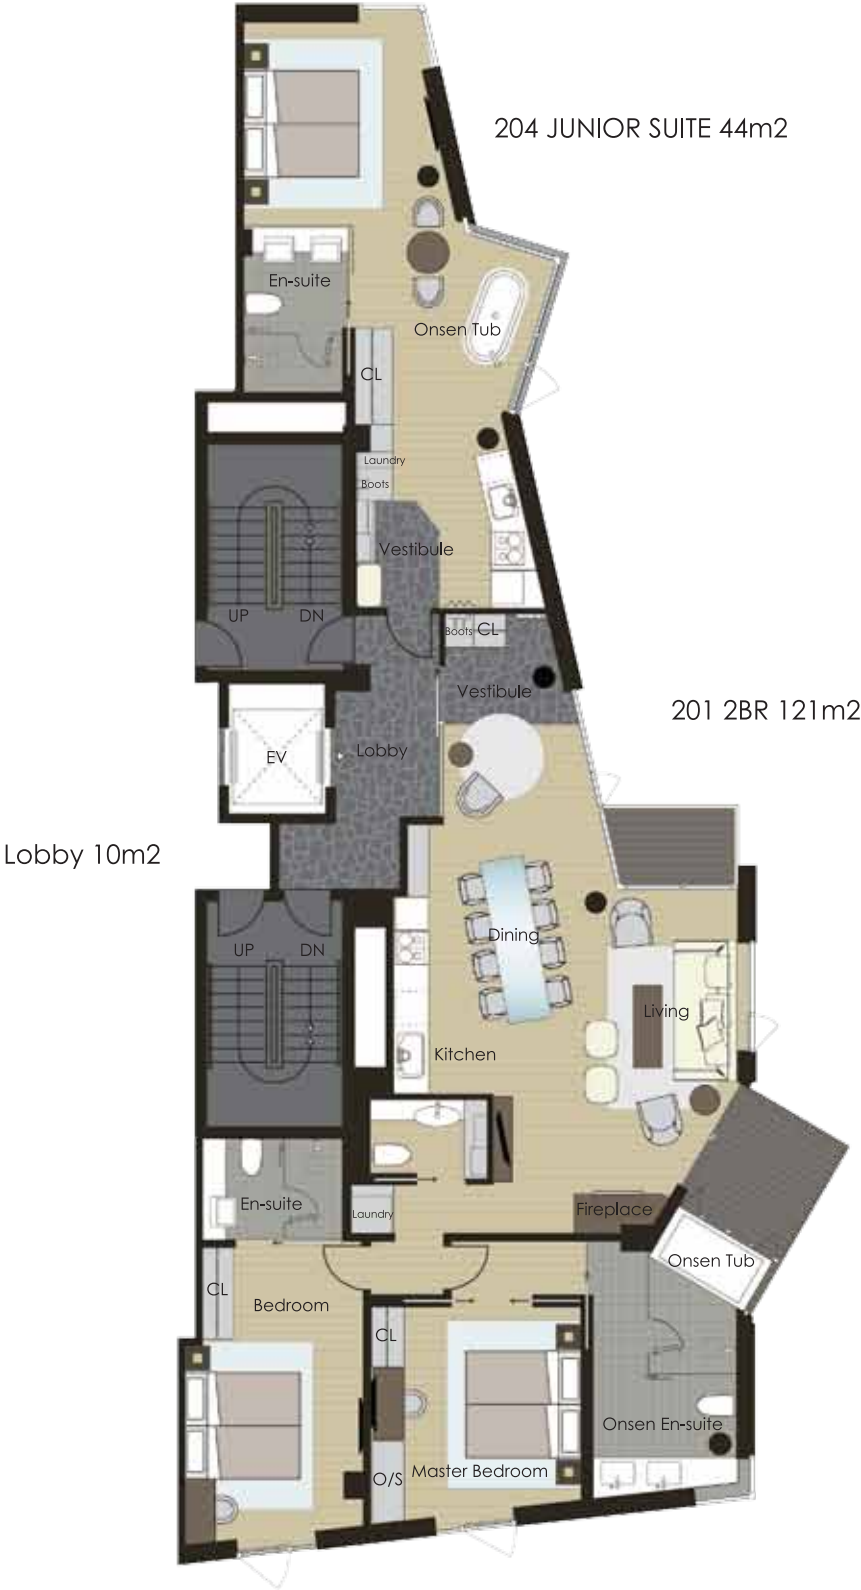 204 JUNIOR SUITE 44m2
En-suite
Onsen Tub
CL
Laundry
Boots
Vestibule
UP
DN
Boots
CL
Vestibule
201 2BR 121m2
Lobby
EV
Lobby 10m2
UP
DN
Dining
Living
Kitchen
En-suite
Laundry
Fireplace
Onsen Tub
CL
Bedroom
CL
Onsen En-suite
O/S
Master Bedroom